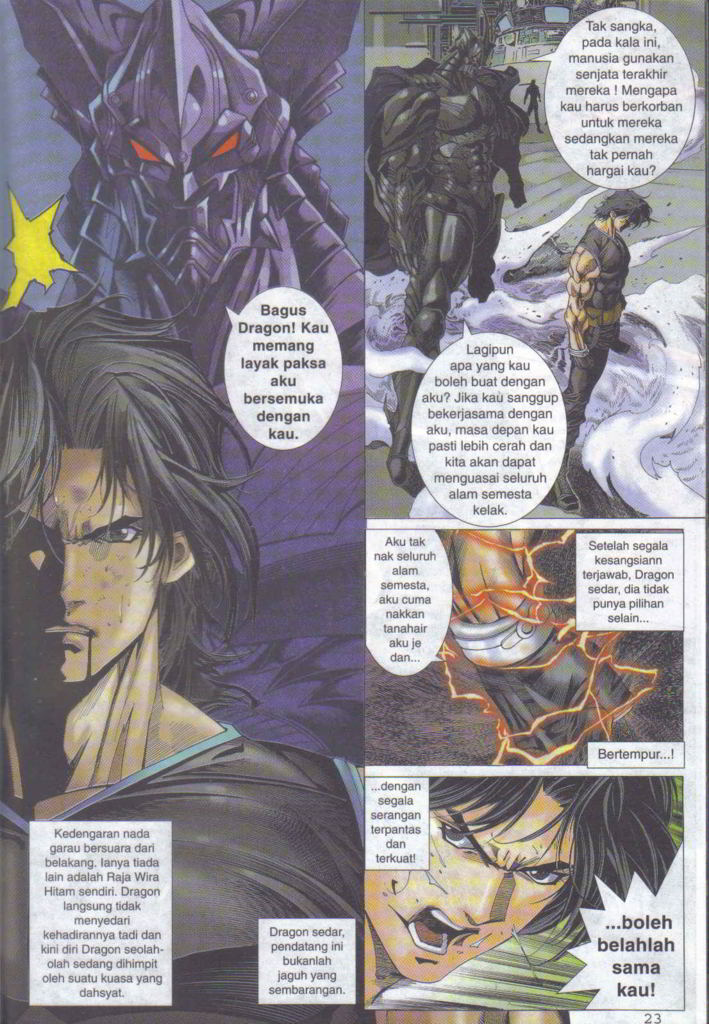 Bagus
Dragon! Kau
memang
layak paksa
aku
bersemuka
dengan
kau.
Kedengaran nada
garau bersuara dari
belakang. Ianya tiada
lain adalah Raja Wira
Hitam sendiri. Dragon
langsung tidak
menyedari
kehadirannya tadi dan
kini diri Dragon seolah-
olah sedang dihimpit
oleh suatu kuasa yang
dahsyat.
Dragon sedar,
pendatang ini
bukanlah
jaguh yang
sembarangan.
Tak sangka,
pada kala ini,
manusia gunakan
senjata terakhir
mereka ! Mengapa
kau harus berkorban
untuk mereka
sedangkan mereka
tak pernah
hargai kau?
Lagipun
apa yang kau
boleh buat dengan
aku? Jika kau sanggup
bekerjasama dengan
aku, masa depan kau
pasti lebih cerah dan
kita akan dapat
menguasai seluruh
alam semesta
kelak.
Aku tak
nak seluruh
alam
semesta,
aku cuma
nakkan
tanahair
aku je
dan...
Setelah segala
kesangsiann
terjawab, Dragon
sedar, dia tidak
punya pilihan
selain...
Bertempur...!
...dengan
segala
serangan
terpantas
dan
terkuat!
...boleh
belahlah
sama
kau!
23